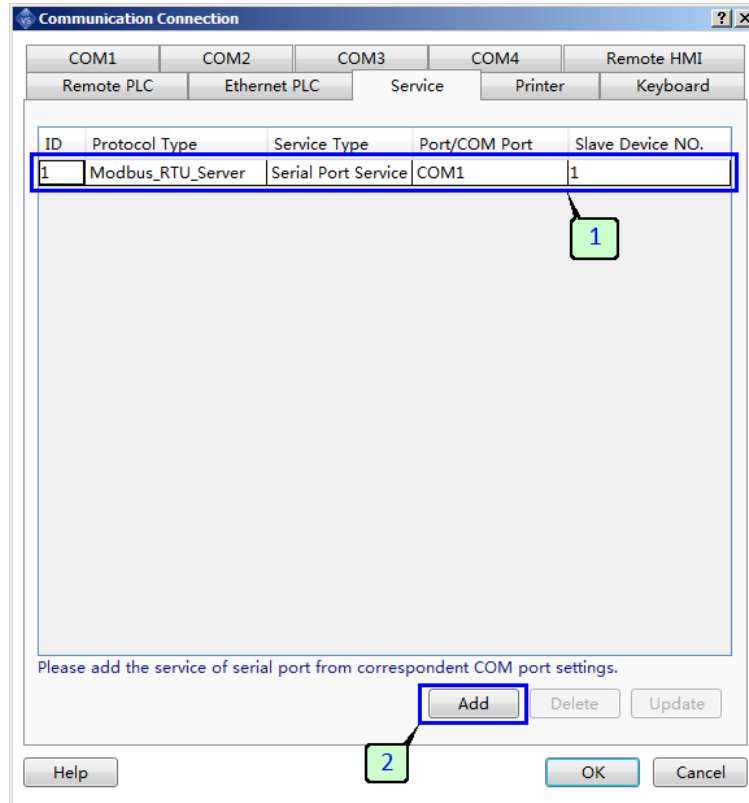 Communication Connection
COM1 COM2 COM3 COM4 Remote HMI
Remote PLC Ethernet PLC Service Printer Keyboard
ID Protocol Type Service Type Port/COM Port Slave Device NO.
1 Modbus_RTU_Server Serial Port Service COM1 1
1
Please add the service of serial port from correspondent COM port settings.
Add Delete Update
2
Help OK Cancel